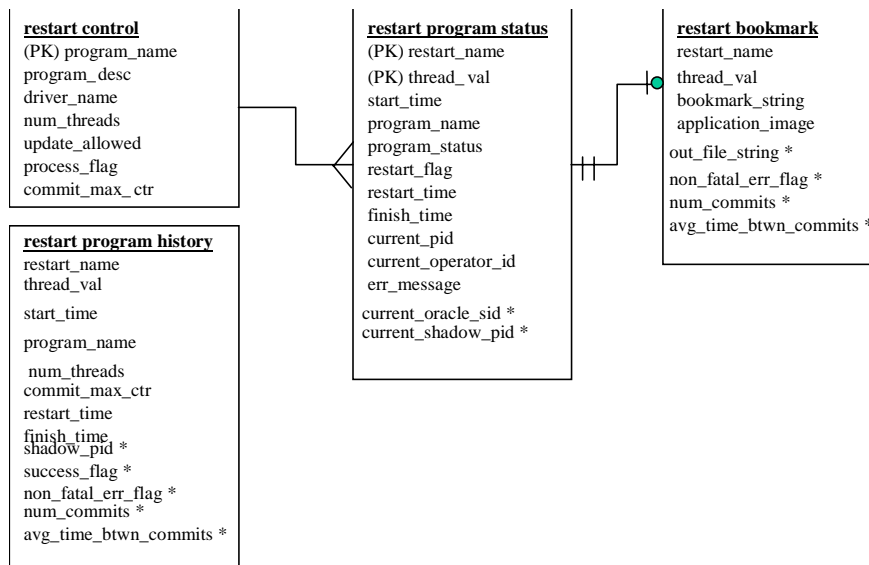 restart control
(PK) program_name
program_desc
driver_name
num_threads
update_allowed
process_flag
commit_max_ctr
restart program status
(PK) restart_name
(PK) thread_val
start_time
program_name
program_status
restart_flag
restart_time
finish_time
current_pid
current_operator_id
err_message
current_oracle_sid *
current_shadow_pid *
restart bookmark
restart_name
thread_val
bookmark_string
application_image
out_file_string *
non_fatal_err_flag *
num_commits *
avg_time_btwn_commits *
restart program history
restart_name
thread_val
start_time
program_name
num_threads
commit_max_ctr
restart_time
finish_time
shadow_pid *
success_flag *
non_fatal_err_flag *
num_commits *
avg_time_btwn_commits *